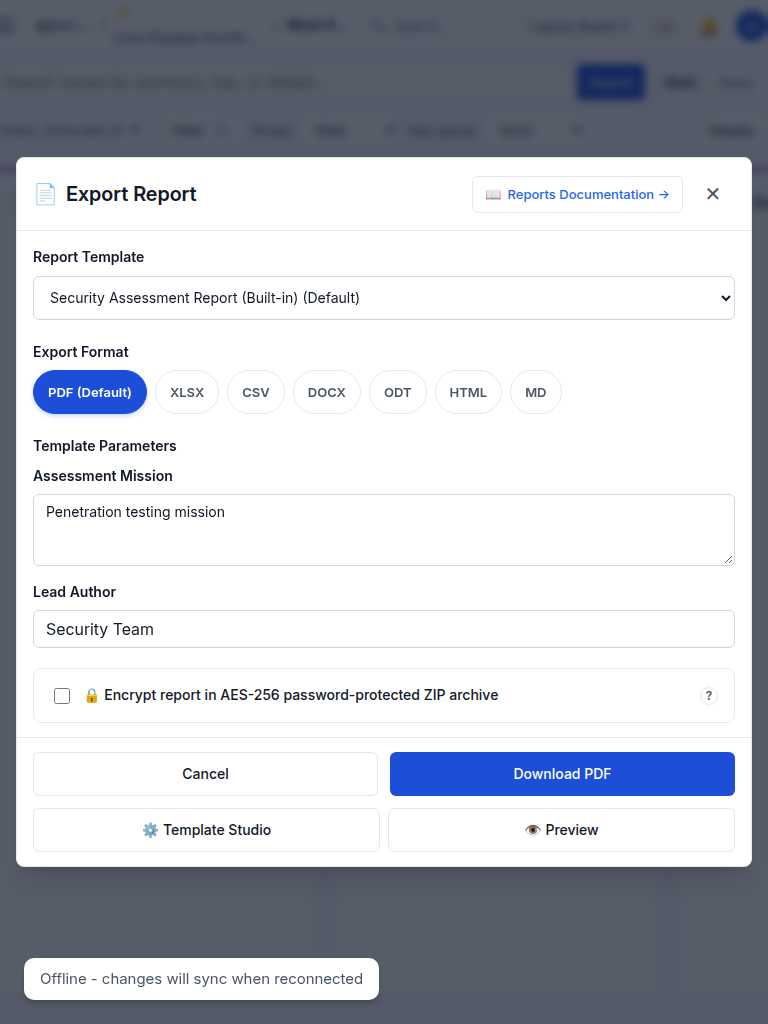 Export Report
📖 Reports Documentation →
✕
Report Template
Security Assessment Report (Built-in) (Default)
Export Format
PDF (Default) XLSX CSV DOCX ODT HTML MD
Template Parameters
Assessment Mission
Penetration testing mission
Lead Author
Security Team
🔒 Encrypt report in AES-256 password-protected ZIP archive ?
Cancel Download PDF
⚙️ Template Studio 👁️ Preview
Offline - changes will sync when reconnected